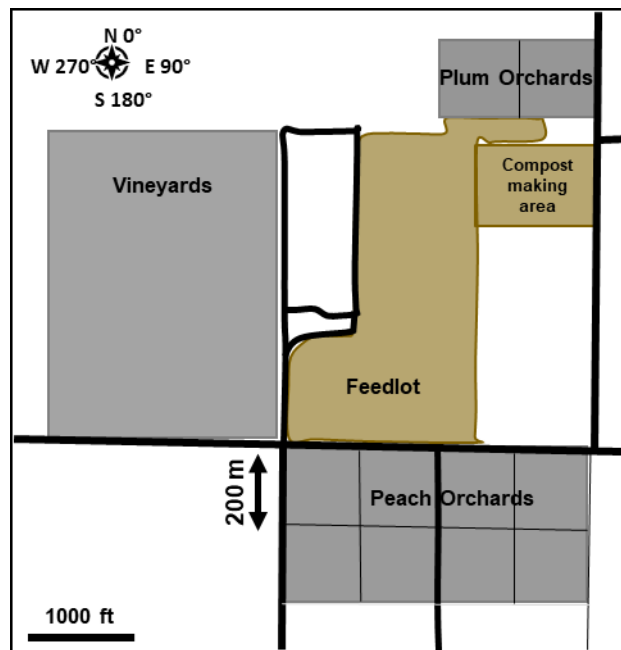 N 0°
W 270° E 90°
S 180°
Plum Orchards
Vineyards
Compost
making
area
Feedlot
200 m
Peach Orchards
1000 ft